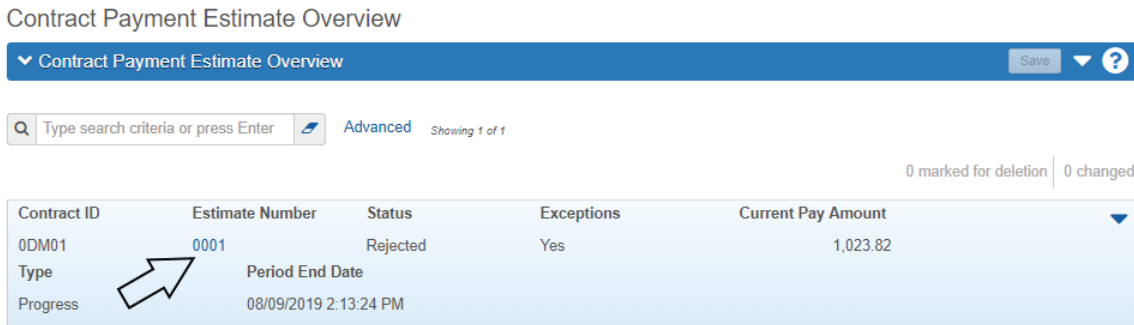 Contract Payment Estimate Overview
Contract Payment Estimate Overview Save ?
Type search criteria or press Enter Advanced Showing 1 of 1
0 marked for deletion 0 changed
Contract ID Estimate Number Status Exceptions Current Pay Amount
0DM01 0001 Rejected Yes 1,023.82
Type Period End Date
Progress 08/09/2019 2:13:24 PM